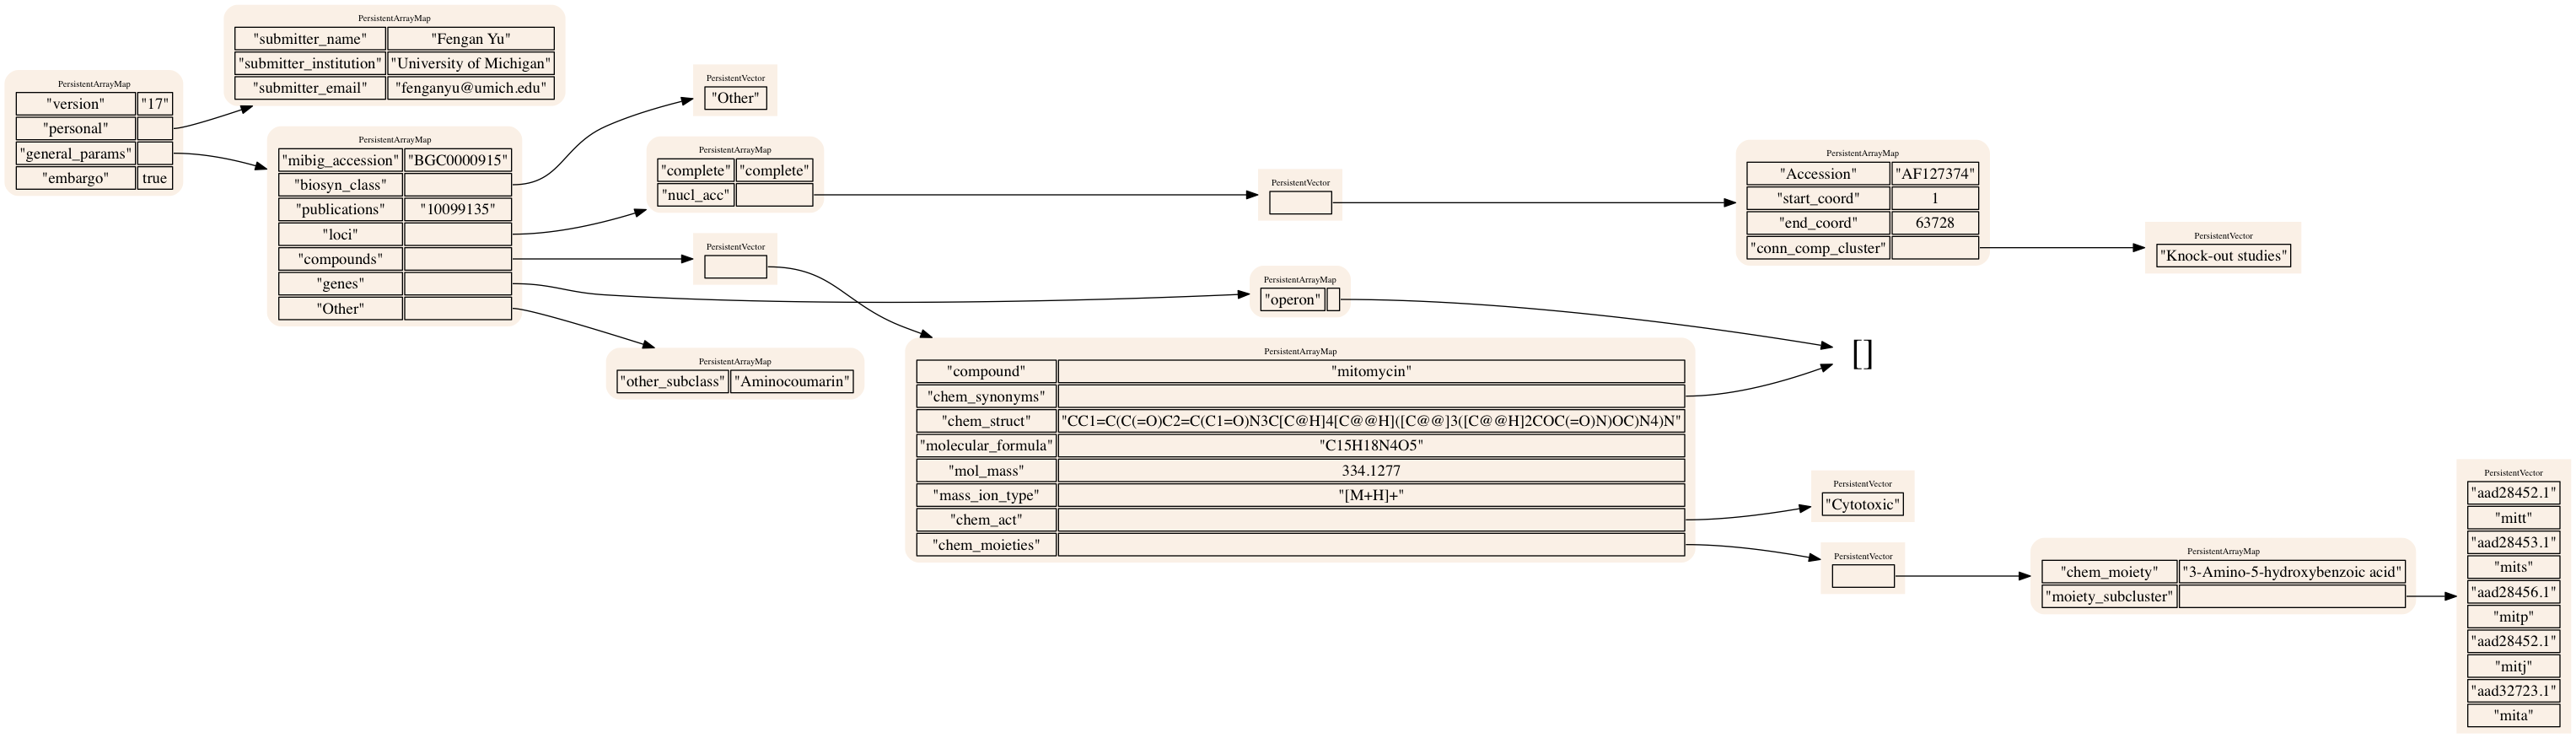 PersistentArrayMap
"version" "17"
"personal"
"general_params"
"embargo" true
PersistentArrayMap
"submitter_name" "Fengan Yu"
"submitter_institution" "University of Michigan"
"submitter_email" "fenganyu@umich.edu"
PersistentArrayMap
"mibig_accession" "BGC0000915"
"biosyn_class"
"publications" "10099135"
"loci"
"compounds"
"genes"
"Other"
PersistentVector
"Other"
PersistentArrayMap
"complete" "complete"
"nucl_acc"
PersistentVector
PersistentArrayMap
"other_subclass" "Aminocoumarin"
PersistentVector
PersistentArrayMap
"operon"
PersistentArrayMap
"compound" "mitomycin"
"chem_synonyms"
"chem_struct" "CC1=C(C(=O)C2=C(C1=O)N3C[C@H]4[C@@H]([C@@]3([C@@H]2COC(=O)N)OC)N4)N"
"molecular_formula" "C15H18N4O5"
"mol_mass" 334.1277
"mass_ion_type" "[M+H]+"
"chem_act"
"chem_moieties"
PersistentArrayMap
"Accession" "AF127374"
"start_coord" 1
"end_coord" 63728
"conn_comp_cluster"
PersistentVector
"Knock-out studies"
[]
PersistentVector
"Cytotoxic"
PersistentVector
PersistentArrayMap
"chem_moiety" "3-Amino-5-hydroxybenzoic acid"
"moiety_subcluster"
PersistentVector
"aad28452.1"
"mitt"
"aad28453.1"
"mits"
"aad28456.1"
"mitp"
"aad28452.1"
"mitj"
"aad32723.1"
"mita"